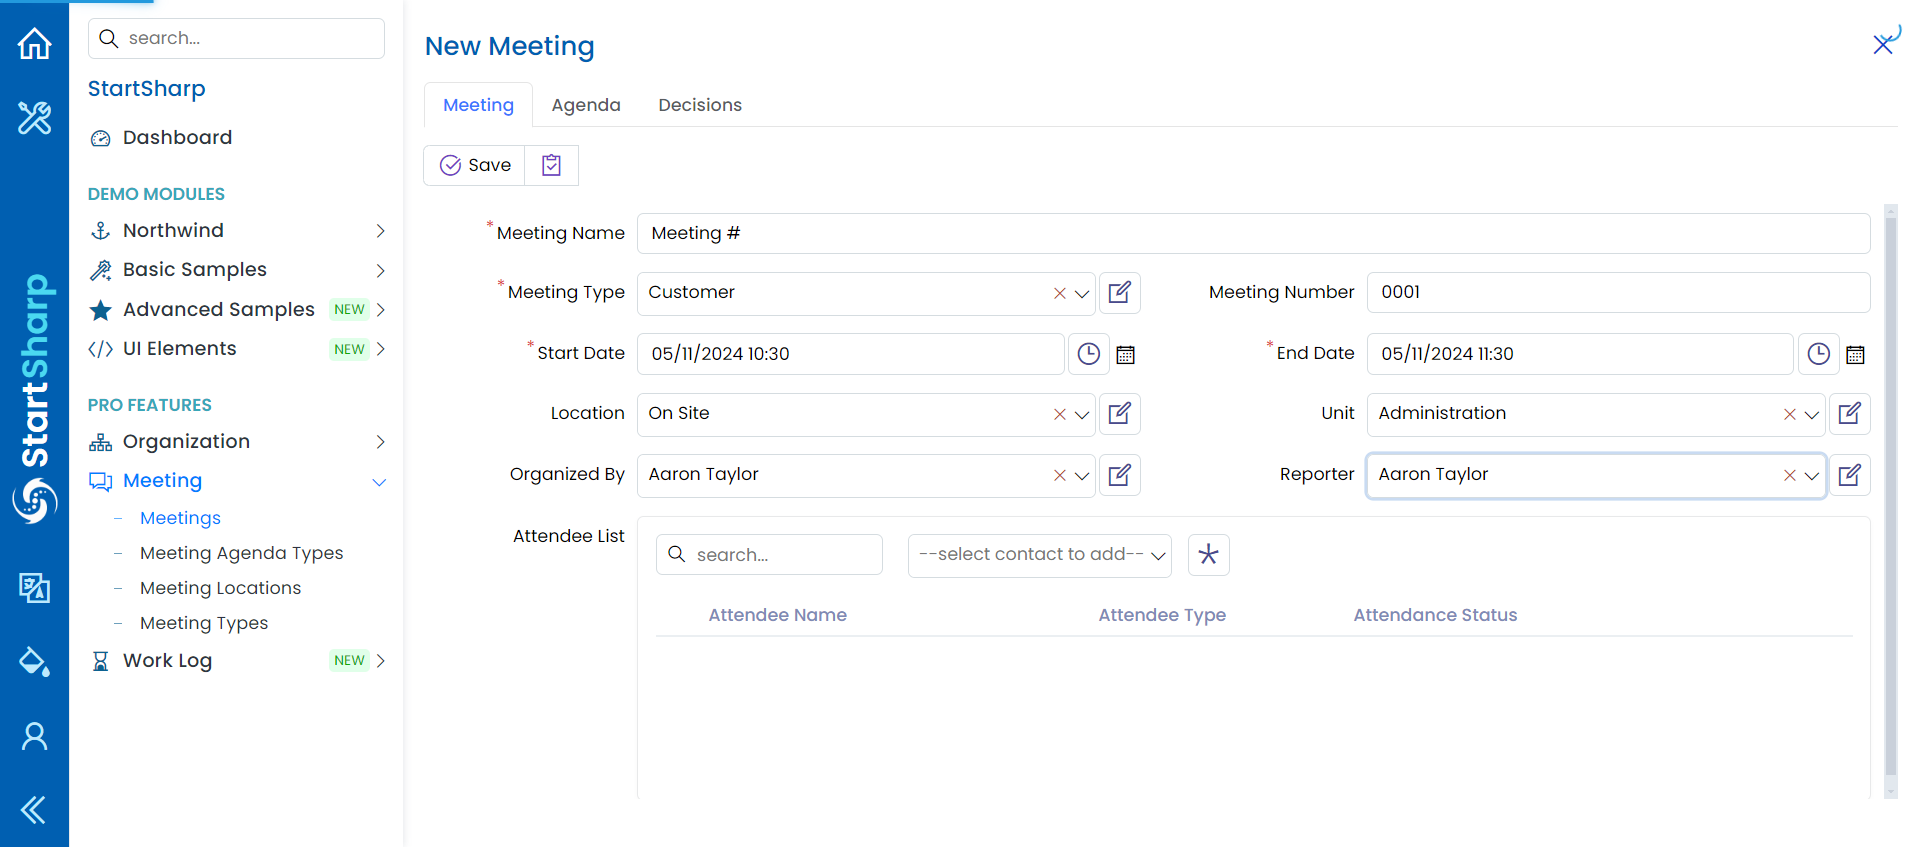 search...
StartSharp
Dashboard
DEMO MODULES
Northwind
Basic Samples
Advanced Samples NEW
UI Elements NEW
PRO FEATURES
Organization
Meeting
Meetings
Meeting Agenda Types
Meeting Locations
Meeting Types
Work Log NEW
StartSharp
New Meeting
Meeting Agenda Decisions
Save
* Meeting Name Meeting #
* Meeting Type Customer
Meeting Number 0001
* Start Date 05/11/2024 10:30
* End Date 05/11/2024 11:30
Location On Site
Unit Administration
Organized By Aaron Taylor
Reporter Aaron Taylor
Attendee List
search... --select contact to add--
Attendee Name Attendee Type Attendance Status